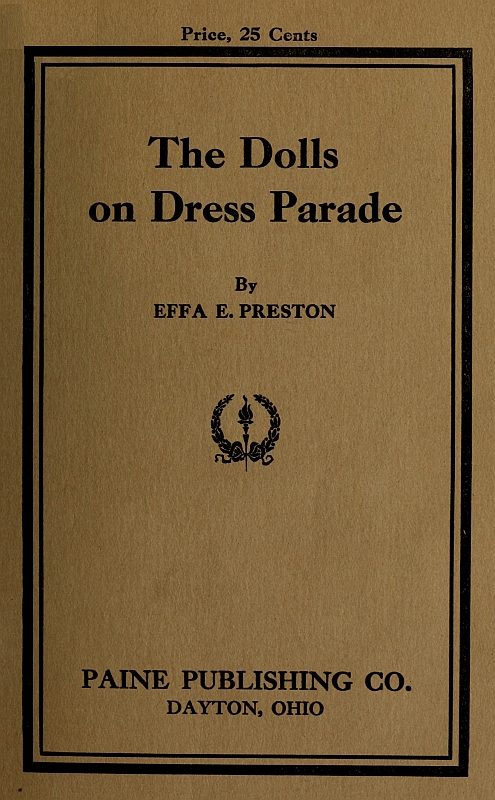 Price, 25 Cents
The Dolls
on Dress Parade
By
EFFA E. PRESTON
PAINE PUBLISHING CO.
DAYTON, OHIO